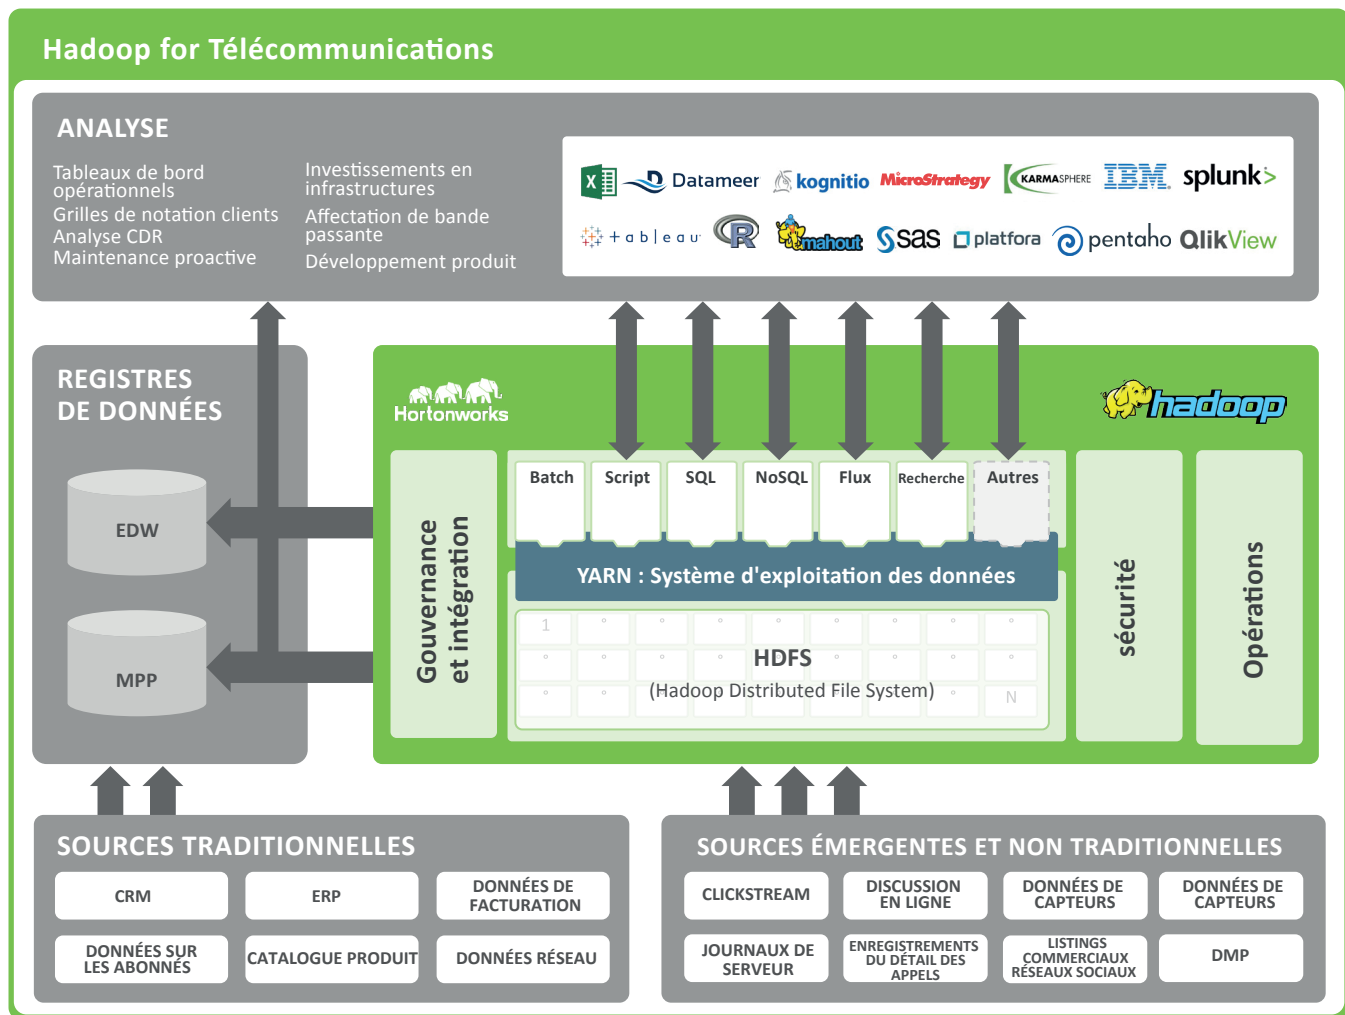 Hadoop for Télécommunications
ANALYSE
Tableaux de bord
opérationnels
Grilles de notation clients
Analyse CDR
Maintenance proactive
Investissements en
infrastructures
Affectation de bande
passante
Développement produit
X
Datameer
kognitio
MicroStrategy
KARMASPHERE
IBM
splunk>
+ a b | e a u
R
mahout
sas
platfora
pentaho
QlikView
REGISTRES
DE DONNÉES
EDW
MPP
Hortonworks
hadoop
Gouvernance
et intégration
Batch
Script
SQL
NoSQL
Flux
Recherche
Autres
YARN : Système d'exploitation des données
1
HDFS
(Hadoop Distributed File System)
N
sécurité
Opérations
SOURCES TRADITIONNELLES
CRM
ERP
DONNÉES DE
FACTURATION
DONNÉES SUR
LES ABONNÉS
CATALOGUE PRODUIT
DONNÉES RÉSEAU
SOURCES ÉMERGENTES ET NON TRADITIONNELLES
CLICKSTREAM
DISCUSSION
EN LIGNE
DONNÉES DE
CAPTEURS
DONNÉES DE
CAPTEURS
JOURNAUX DE
SERVEUR
ENREGISTREMENTS
DU DÉTAIL DES
APPELS
LISTINGS
COMMERCIAUX
RÉSEAUX SOCIAUX
DMP